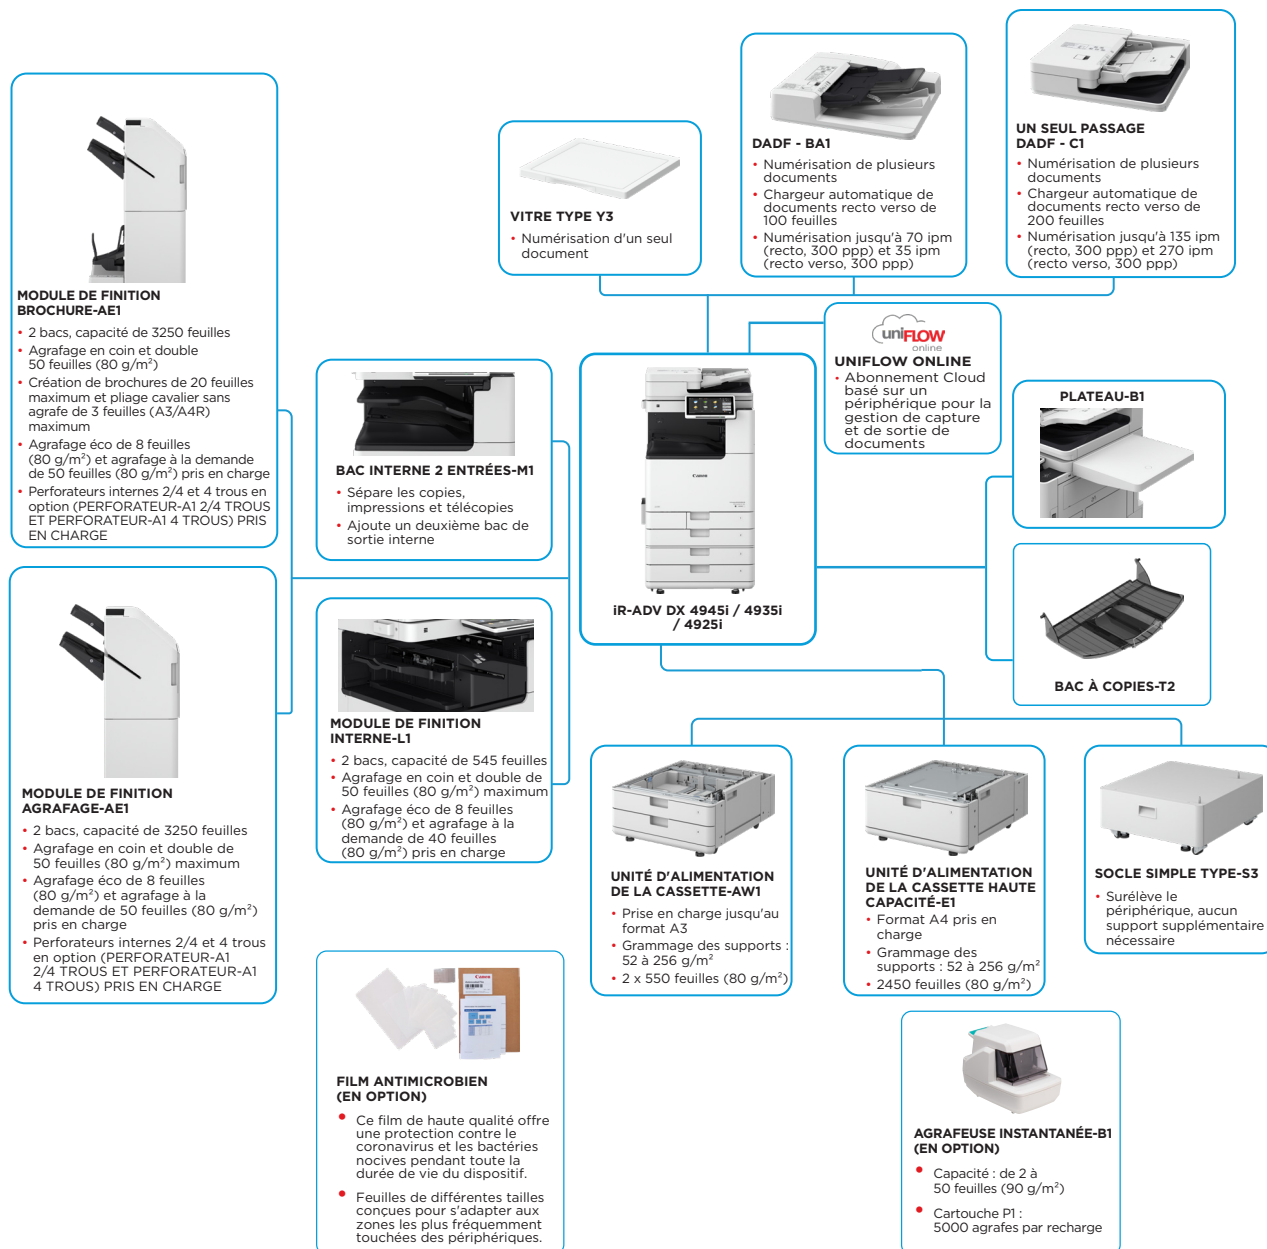 MODULE DE FINITION
BROCHURE-AE1
• 2 bacs, capacité de 3250 feuilles
• Agrafage en coin et double
50 feuilles (80 g/m²)
• Création de brochures de 20 feuilles
maximum et pliage cavalier sans
agrafe de 3 feuilles (A3/A4R)
maximum
• Agrafage éco de 8 feuilles
(80 g/m²) et agrafage à la demande
de 50 feuilles (80 g/m²) pris en charge
• Perforateurs internes 2/4 et 4 trous en
option (PERFORATEUR-A1 2/4 TROUS
ET PERFORATEUR-A1 4 TROUS) PRIS
EN CHARGE
MODULE DE FINITION
AGRAFAGE-AE1
• 2 bacs, capacité de 3250 feuilles
• Agrafage en coin et double de
50 feuilles (80 g/m²) maximum
• Agrafage éco de 8 feuilles
(80 g/m²) et agrafage à la
demande de 50 feuilles (80 g/m²)
pris en charge
• Perforateurs internes 2/4 et 4 trous
en option (PERFORATEUR-A1
2/4 TROUS ET PERFORATEUR-A1
4 TROUS) PRIS EN CHARGE
BAC INTERNE 2 ENTRÉES-M1
• Sépare les copies,
impressions et télécopies
• Ajoute un deuxième bac de
sortie interne
MODULE DE FINITION
INTERNE-L1
• 2 bacs, capacité de 545 feuilles
• Agrafage en coin et double de
50 feuilles (80 g/m²) maximum
• Agrafage éco de 8 feuilles
(80 g/m²) et agrafage à la
demande de 40 feuilles
(80 g/m²) pris en charge
VITRE TYPE Y3
• Numérisation d'un seul
document
DADF - BA1
• Numérisation de plusieurs
documents
• Chargeur automatique de
documents recto verso de
100 feuilles
• Numérisation jusqu'à 70 ipm
(recto, 300 ppp) et 35 ipm
(recto verso, 300 ppp)
UN SEUL PASSAGE
DADF - C1
• Numérisation de plusieurs
documents
• Chargeur automatique de
documents recto verso de
200 feuilles
• Numérisation jusqu'à 135 ipm
(recto, 300 ppp) et 270 ipm
(recto verso, 300 ppp)
uniFLOW
online
UNIFLOW ONLINE
• Abonnement Cloud
basé sur un
périphérique pour la
gestion de capture
et de sortie de
documents
Canon
iR-ADV DX 4945i / 4935i
/ 4925i
PLATEAU-B1
BAC À COPIES-T2
UNITÉ D'ALIMENTATION
DE LA CASSETTE-AW1
• Prise en charge jusqu'au
format A3
• Grammage des supports :
52 à 256 g/m²
• 2 x 550 feuilles (80 g/m²)
UNITÉ D'ALIMENTATION
DE LA CASSETTE HAUTE
CAPACITÉ-E1
• Format A4 pris en
charge
• Grammage des
supports : 52 à 256 g/m²
• 2450 feuilles (80 g/m²)
SOCLE SIMPLE TYPE-S3
• Surélève le
périphérique, aucun
support supplémentaire
nécessaire
Canon
FILM ANTIMICROBIEN
(EN OPTION)
• Ce film de haute qualité offre
une protection contre le
coronavirus et les bactéries
nocives pendant toute la
durée de vie du dispositif.
• Feuilles de différentes tailles
conçues pour s'adapter aux
zones les plus fréquemment
touchées des périphériques.
AGRAFEUSE INSTANTANÉE-B1
(EN OPTION)
• Capacité : de 2 à
50 feuilles (90 g/m²)
• Cartouche P1 :
5000 agrafes par recharge